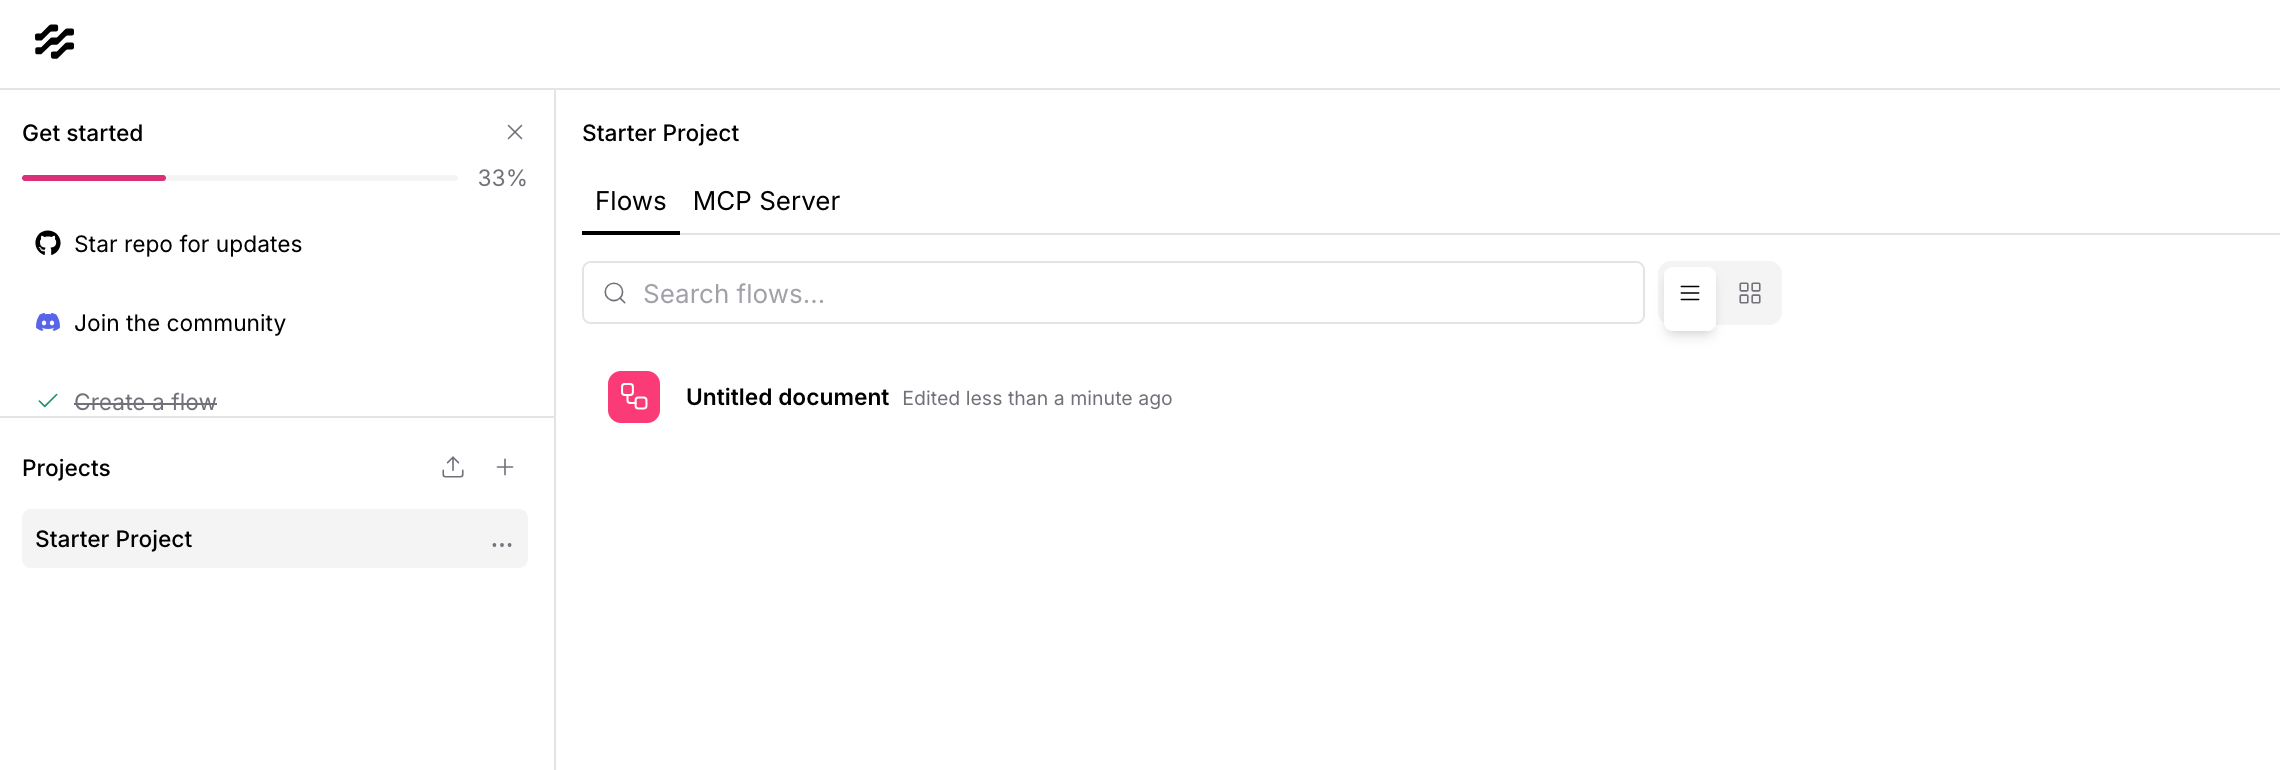 Get started
33%
Star repo for updates
Join the community
Create a flow
Projects
Starter Project
Starter Project
Flows
MCP Server
Search flows...
Untitled document Edited less than a minute ago